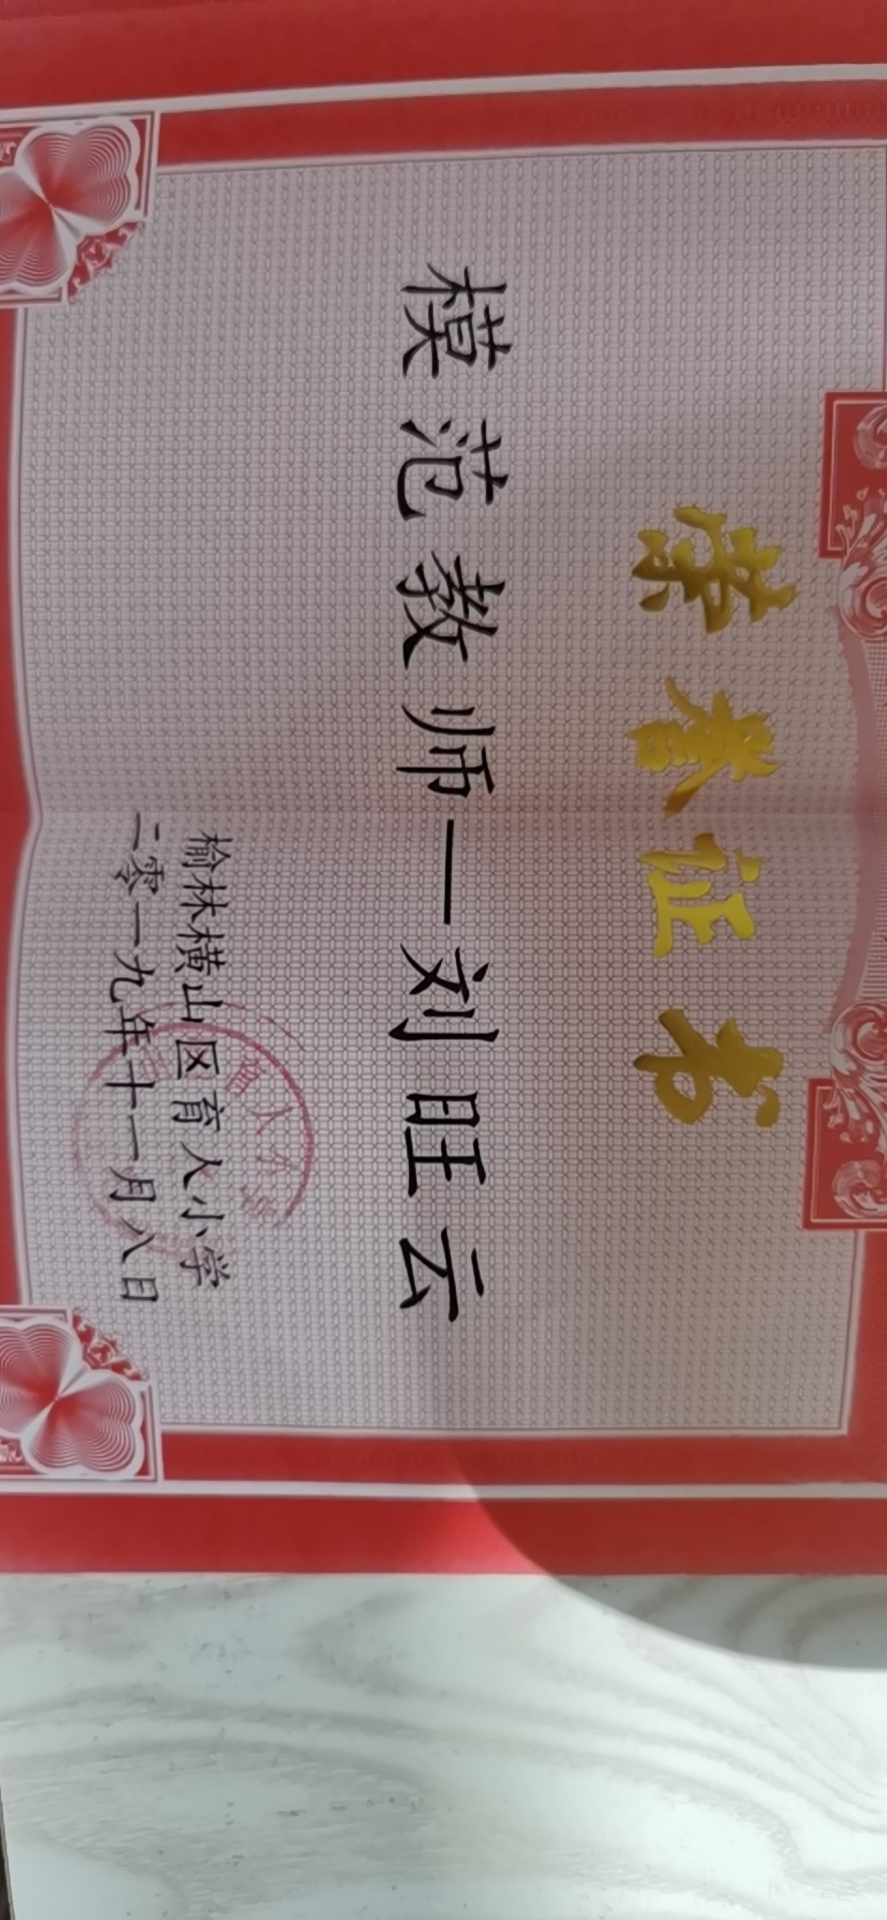 荣誉证书
模范教师—刘旺云
榆林横山区育人小学
二零一九年十一月八日